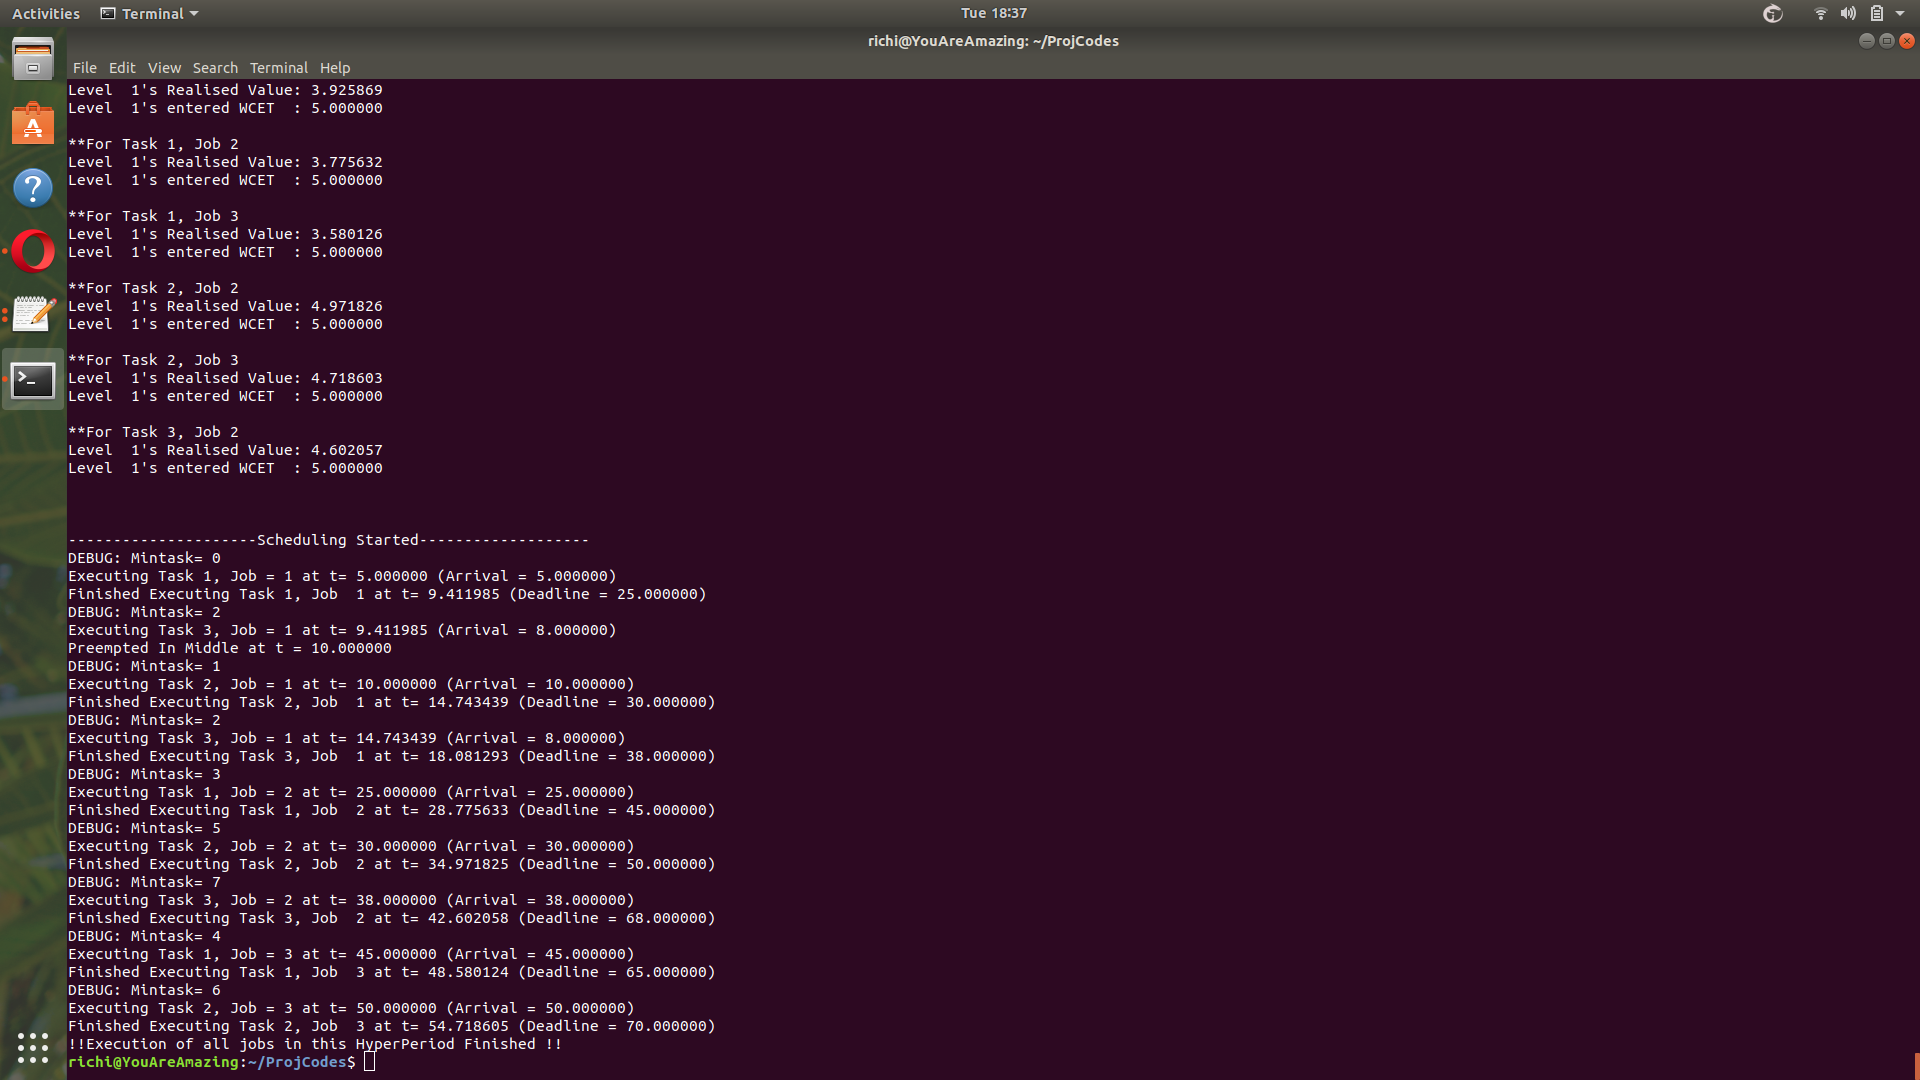 Activities Terminal Tue 18:37
richi@YouAreAmazing: ~/ProjCodes
File Edit View Search Terminal Help
Level  1's Realised Value: 3.925869
Level  1's entered WCET  : 5.000000
**For Task 1, Job 2
Level  1's Realised Value: 3.775632
Level  1's entered WCET  : 5.000000
**For Task 1, Job 3
Level  1's Realised Value: 3.580126
Level  1's entered WCET  : 5.000000
**For Task 2, Job 2
Level  1's Realised Value: 4.971826
Level  1's entered WCET  : 5.000000
**For Task 2, Job 3
Level  1's Realised Value: 4.718603
Level  1's entered WCET  : 5.000000
**For Task 3, Job 2
Level  1's Realised Value: 4.602057
Level  1's entered WCET  : 5.000000
---------------------Scheduling Started-------------------
DEBUG: Mintask= 0
Executing Task 1, Job = 1 at t= 5.000000 (Arrival = 5.000000)
Finished Executing Task 1, Job  1 at t= 9.411985 (Deadline = 25.000000)
DEBUG: Mintask= 2
Executing Task 3, Job = 1 at t= 9.411985 (Arrival = 8.000000)
Preempted In Middle at t = 10.000000
DEBUG: Mintask= 1
Executing Task 2, Job = 1 at t= 10.000000 (Arrival = 10.000000)
Finished Executing Task 2, Job  1 at t= 14.743439 (Deadline = 30.000000)
DEBUG: Mintask= 2
Executing Task 3, Job = 1 at t= 14.743439 (Arrival = 8.000000)
Finished Executing Task 3, Job  1 at t= 18.081293 (Deadline = 38.000000)
DEBUG: Mintask= 3
Executing Task 1, Job = 2 at t= 25.000000 (Arrival = 25.000000)
Finished Executing Task 1, Job  2 at t= 28.775633 (Deadline = 45.000000)
DEBUG: Mintask= 5
Executing Task 2, Job = 2 at t= 30.000000 (Arrival = 30.000000)
Finished Executing Task 2, Job  2 at t= 34.971825 (Deadline = 50.000000)
DEBUG: Mintask= 7
Executing Task 3, Job = 2 at t= 38.000000 (Arrival = 38.000000)
Finished Executing Task 3, Job  2 at t= 42.602058 (Deadline = 68.000000)
DEBUG: Mintask= 4
Executing Task 1, Job = 3 at t= 45.000000 (Arrival = 45.000000)
Finished Executing Task 1, Job  3 at t= 48.580124 (Deadline = 65.000000)
DEBUG: Mintask= 6
Executing Task 2, Job = 3 at t= 50.000000 (Arrival = 50.000000)
Finished Executing Task 2, Job  3 at t= 54.718605 (Deadline = 70.000000)
!!Execution of all jobs in this HyperPeriod Finished !!
richi@YouAreAmazing:~/ProjCodes$